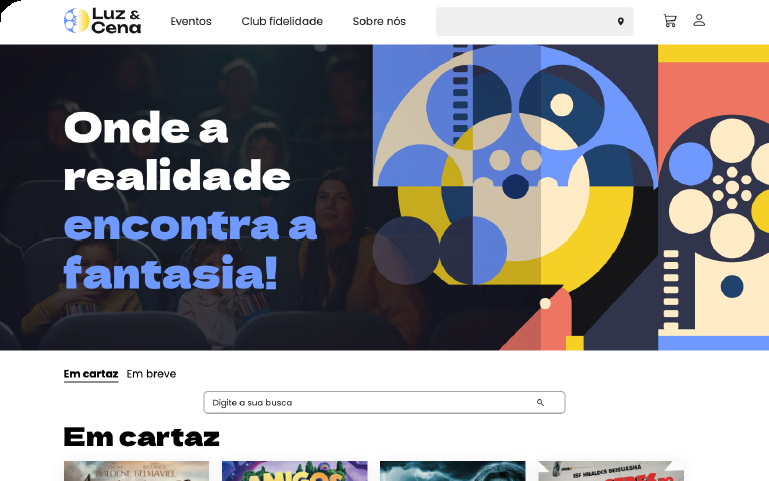 Luz &
Cena
Eventos
Club fidelidade
Sobre nós
Onde a
realidade
encontra a
fantasia!
Em cartaz
Em breve
Digite a sua busca
Em cartaz
AMIGOS